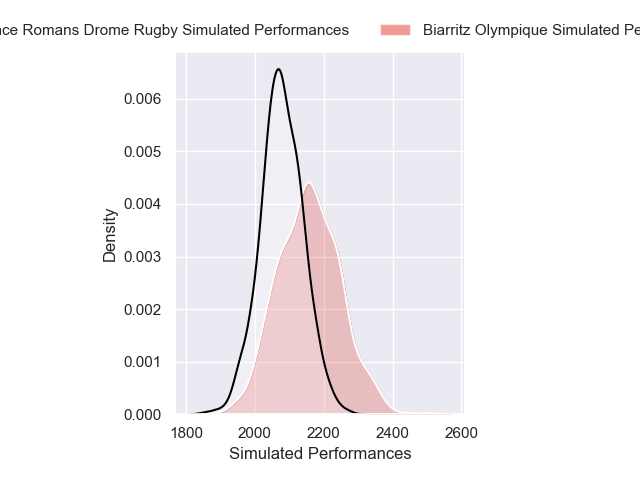 nce Romans Drome Rugby Simulated Performances
Biarritz Olympique Simulated Pe
0.006
0.005
0.004
0.003
0.002
0.001
0.000
Density
1800 2000 2200 2400 2600
Simulated Performances